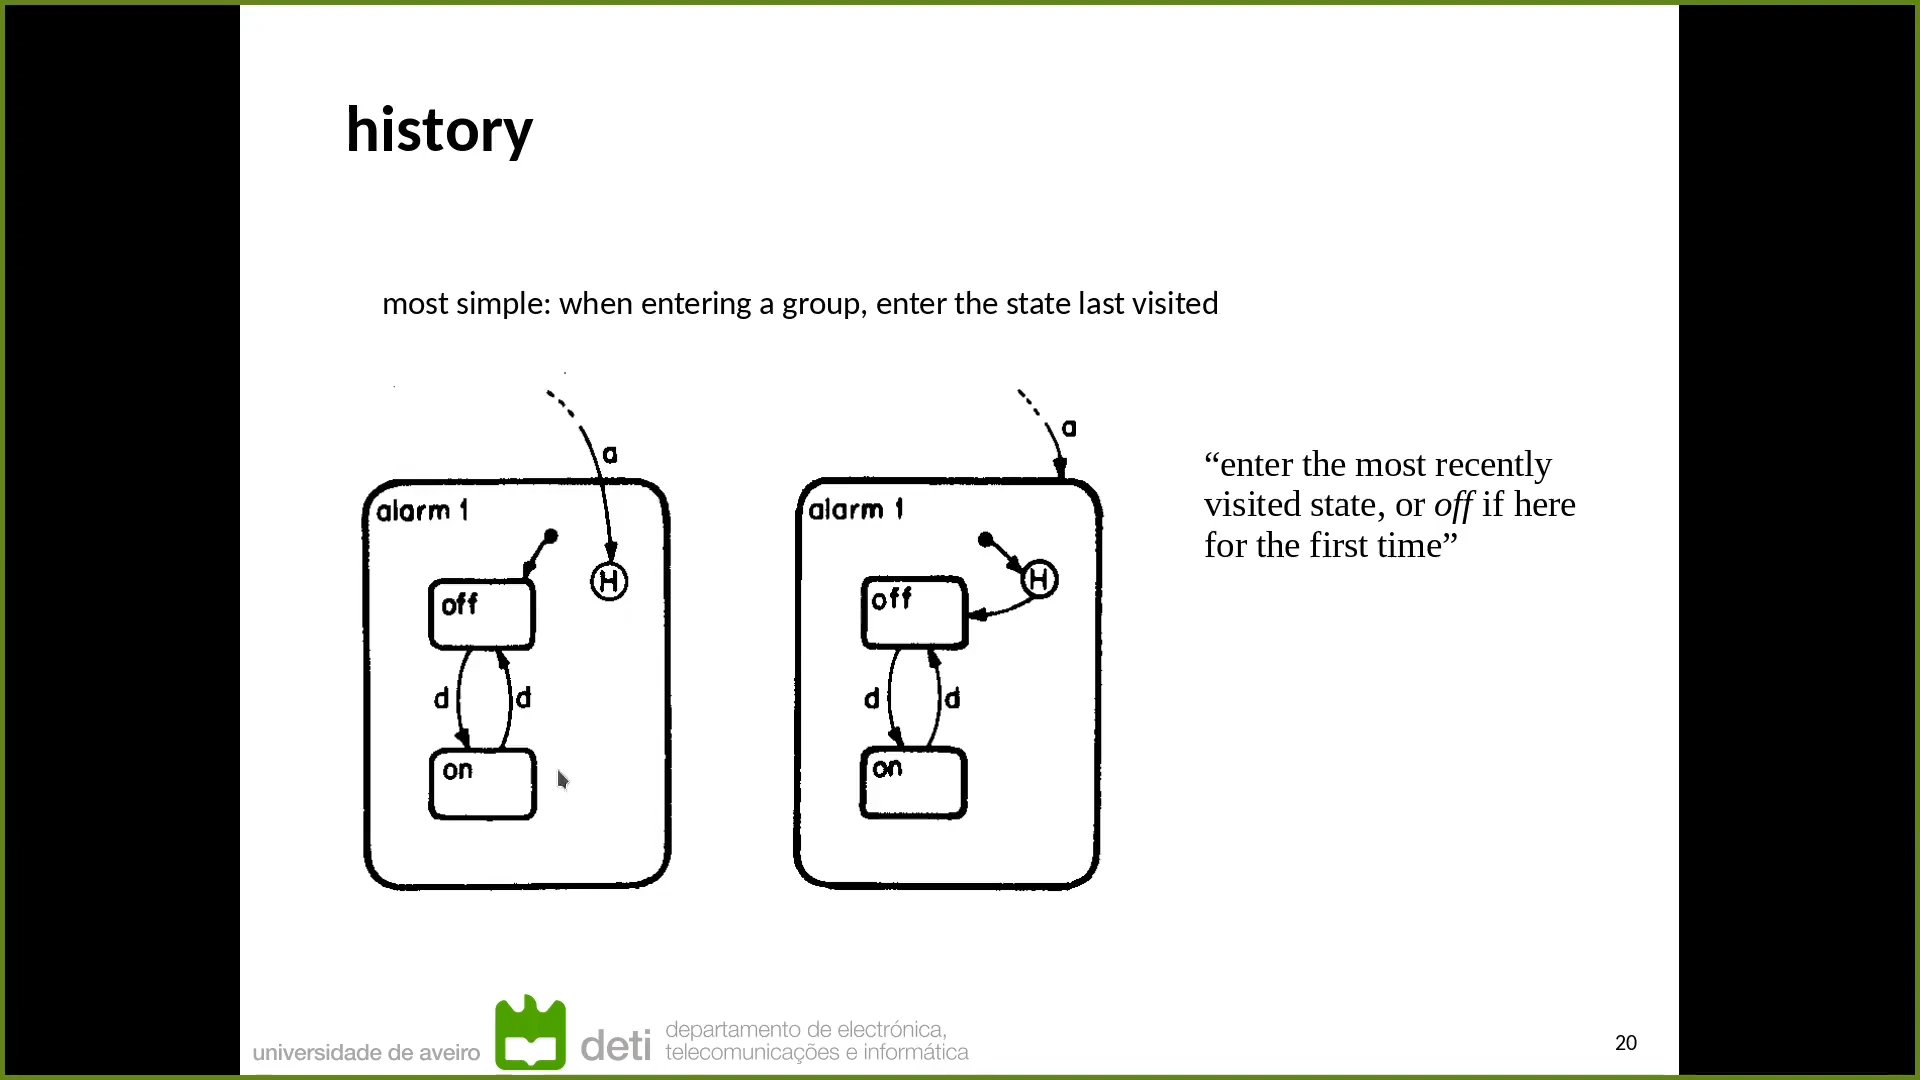 history
most simple: when entering a group, enter the state last visited
a
alarm 1
H
off
d
d
on
a
alarm 1
H
off
d
d
on
“enter the most recently
visited state, or off if here
for the first time”
universidade de aveiro
deti
departamento de electrónica,
telecomunicações e informática
20